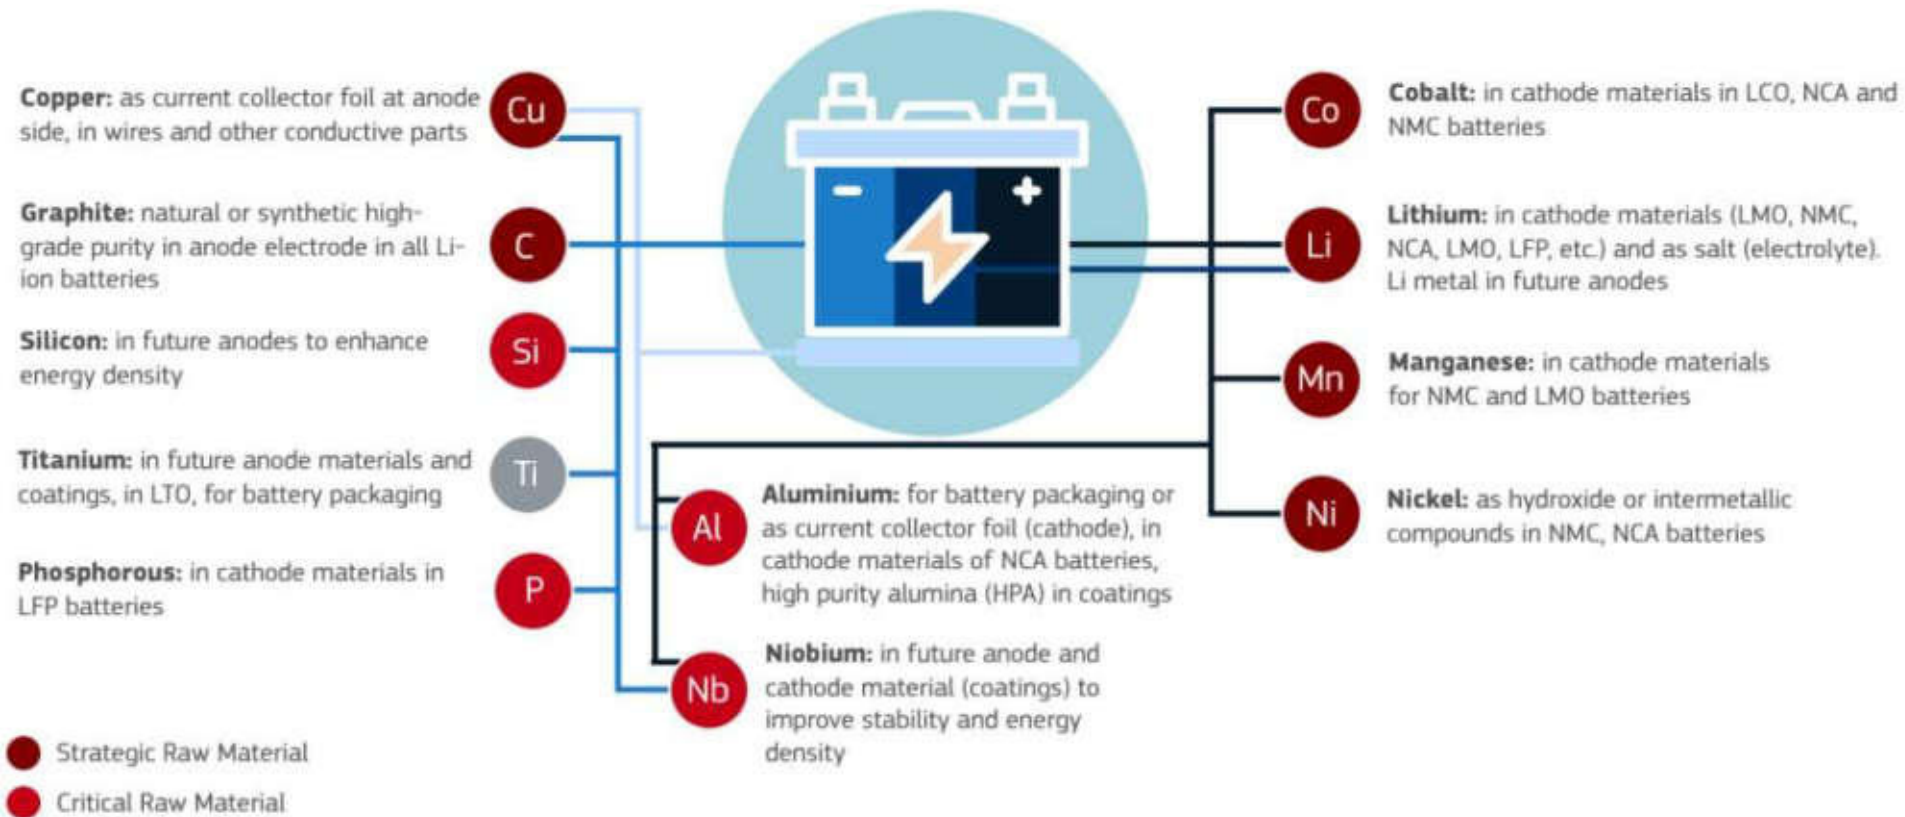 Copper: as current collector foil at anode
side, in wires and other conductive parts
Cu
Graphite: natural or synthetic high-
grade purity in anode electrode in all Li-
ion batteries
C
Silicon: in future anodes to enhance
energy density
Si
Titanium: in future anode materials and
coatings, in LTO, for battery packaging
Ti
Phosphorous: in cathode materials in
LFP batteries
P
- +
Al
Aluminium: for battery packaging or
as current collector foil (cathode), in
cathode materials of NCA batteries,
high purity alumina (HPA) in coatings
Nb
Niobium: in future anode and
cathode material (coatings) to
improve stability and energy
density
Co
Cobalt: in cathode materials in LCO, NCA and
NMC batteries
Li
Lithium: in cathode materials (LMO, NMC,
NCA, LMO, LFP, etc.) and as salt (electrolyte).
Li metal in future anodes
Mn
Manganese: in cathode materials
for NMC and LMO batteries
Ni
Nickel: as hydroxide or intermetallic
compounds in NMC, NCA batteries
Strategic Raw Material
Critical Raw Material